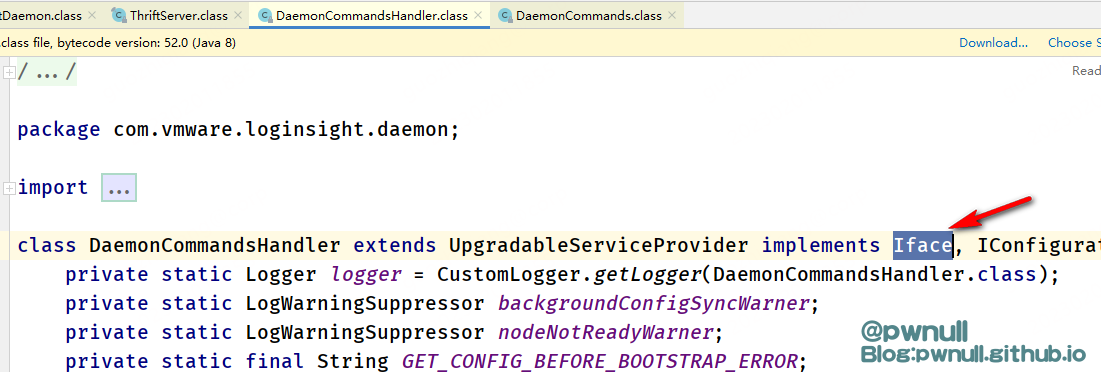 tDaemon.class × ThriftServer.class × DaemonCommandsHandler.class × DaemonCommands.class ×
.class file, bytecode version: 52.0 (Java 8) Download... Choose S
/.../ Read
package com.vmware.loginsight.daemon;
import ...
class DaemonCommandsHandler extends UpgradableServiceProvider implements Iface, IConfigurat
private static Logger logger = CustomLogger.getLogger(DaemonCommandsHandler.class);
private static LogWarningSuppressor backgroundConfigSyncWarner;
private static LogWarningSuppressor nodeNotReadyWarner;
private static final String GET_CONFIG_BEFORE_BOOTSTRAP_ERROR;
@pwnull
Blog:pwnull.github.io